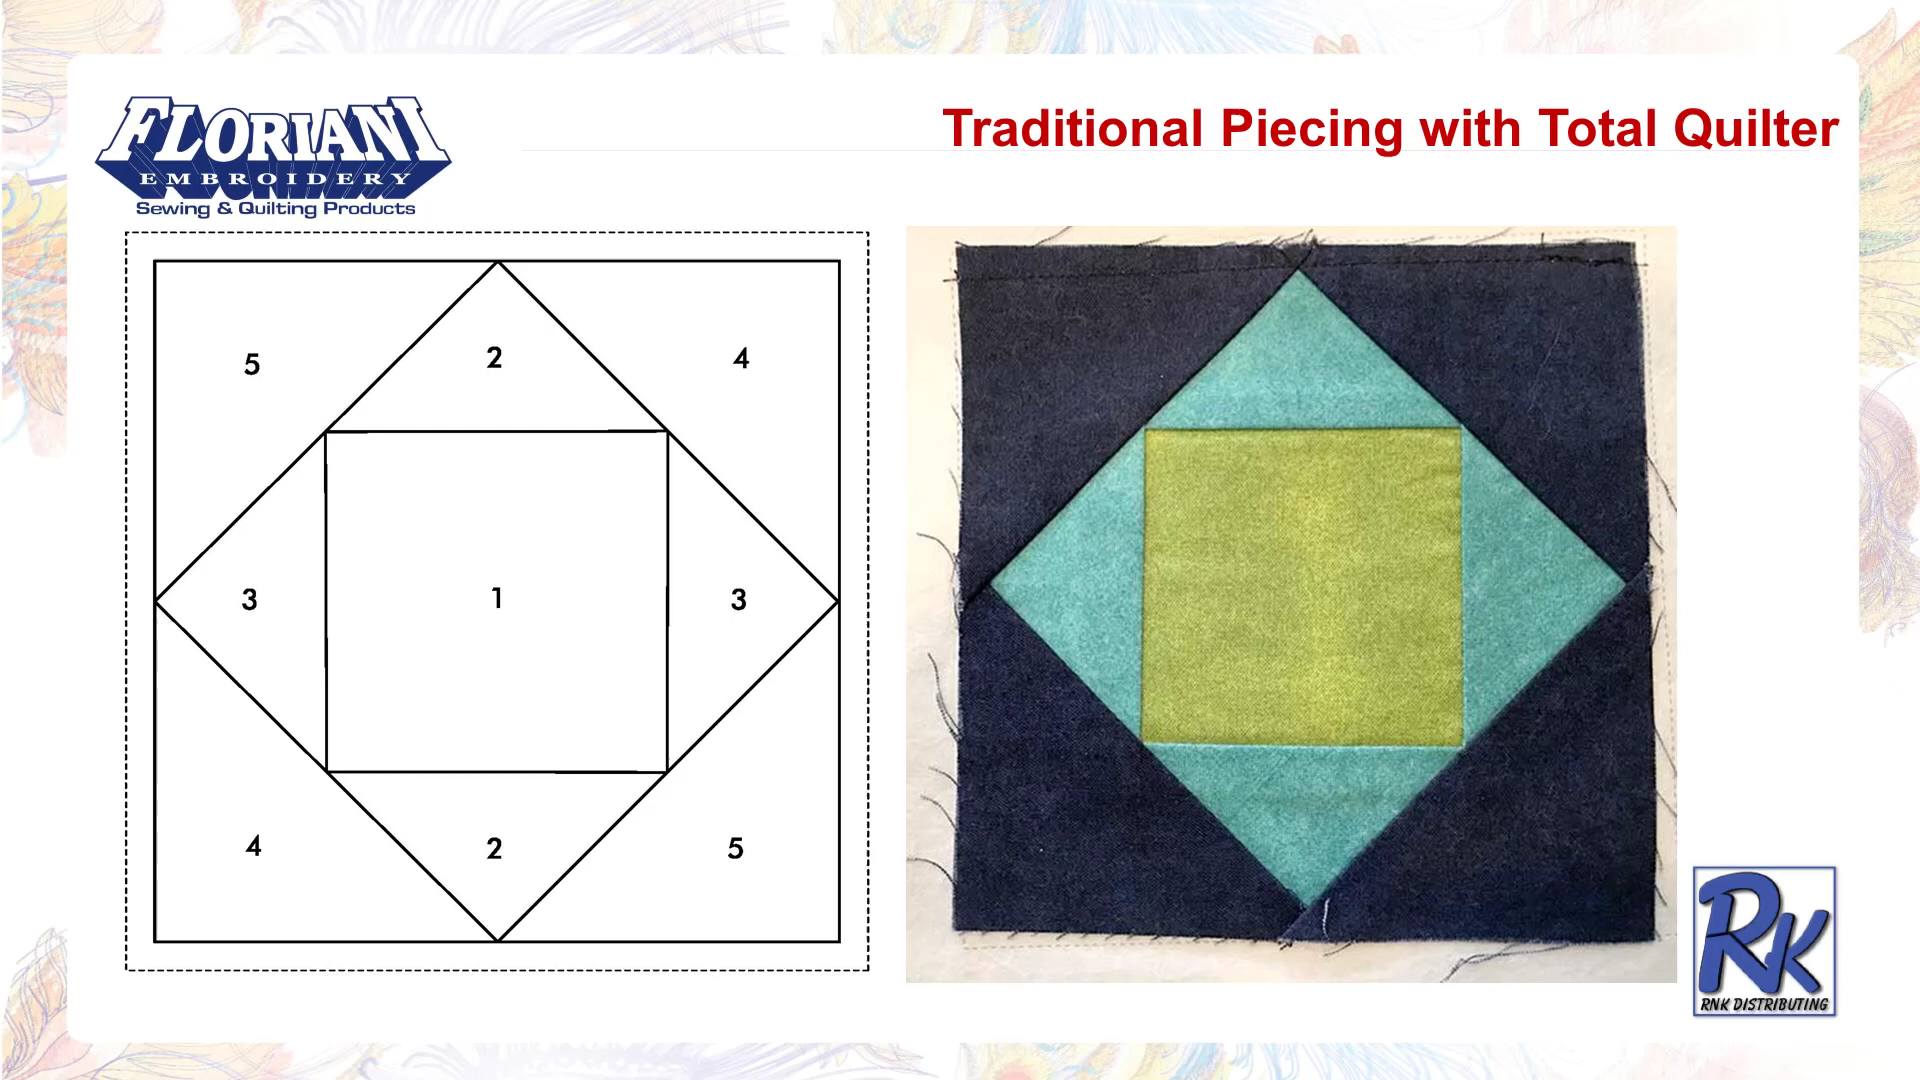 FLORIANI
EMBROIDERY
Sewing & Quilting Products
Traditional Piecing with Total Quilter
5 2 4
3 1 3
4 2 5
RK
RNK DISTRIBUTING